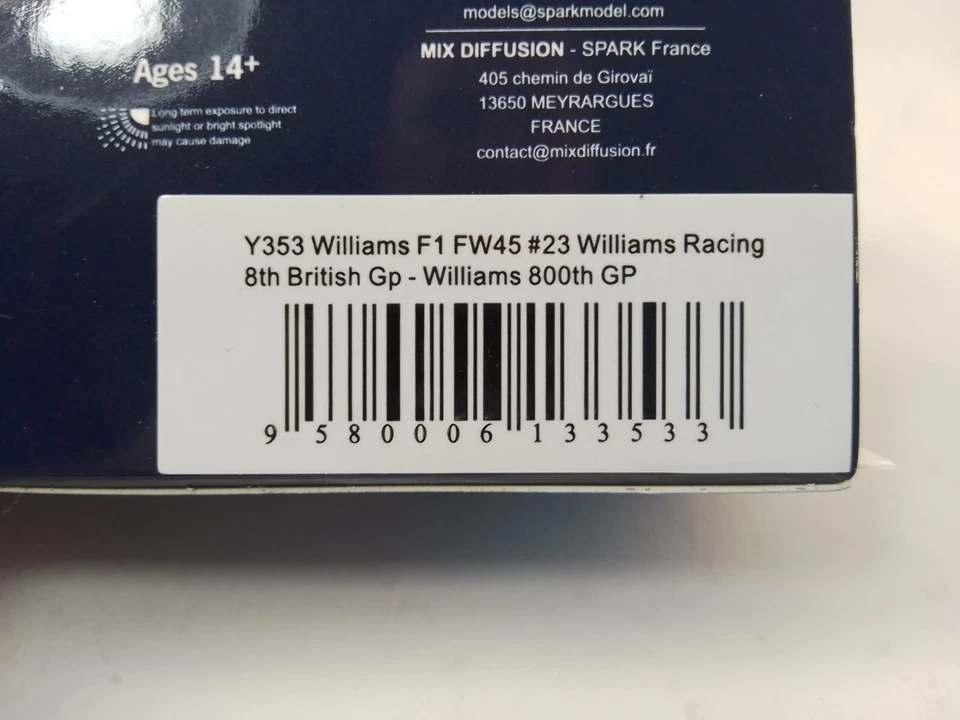 models@sparkmodel.com
MIX DIFFUSION - SPARK France
405 chemin de Girovaï
13650 MEYRARGUES
FRANCE
contact@mixdiffusion.fr
Ages 14+
Long term exposure to direct
sunlight or bright spotlight
may cause damage
Y353 Williams F1 FW45 #23 Williams Racing
8th British Gp - Williams 800th GP
9 580006 133533